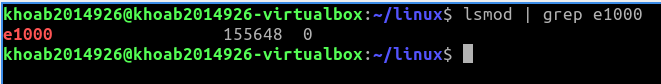 khoab2014926@khoab2014926-virtualbox:~/linux$ lsmod | grep e1000
e1000                 155648  0
khoab2014926@khoab2014926-virtualbox:~/linux$